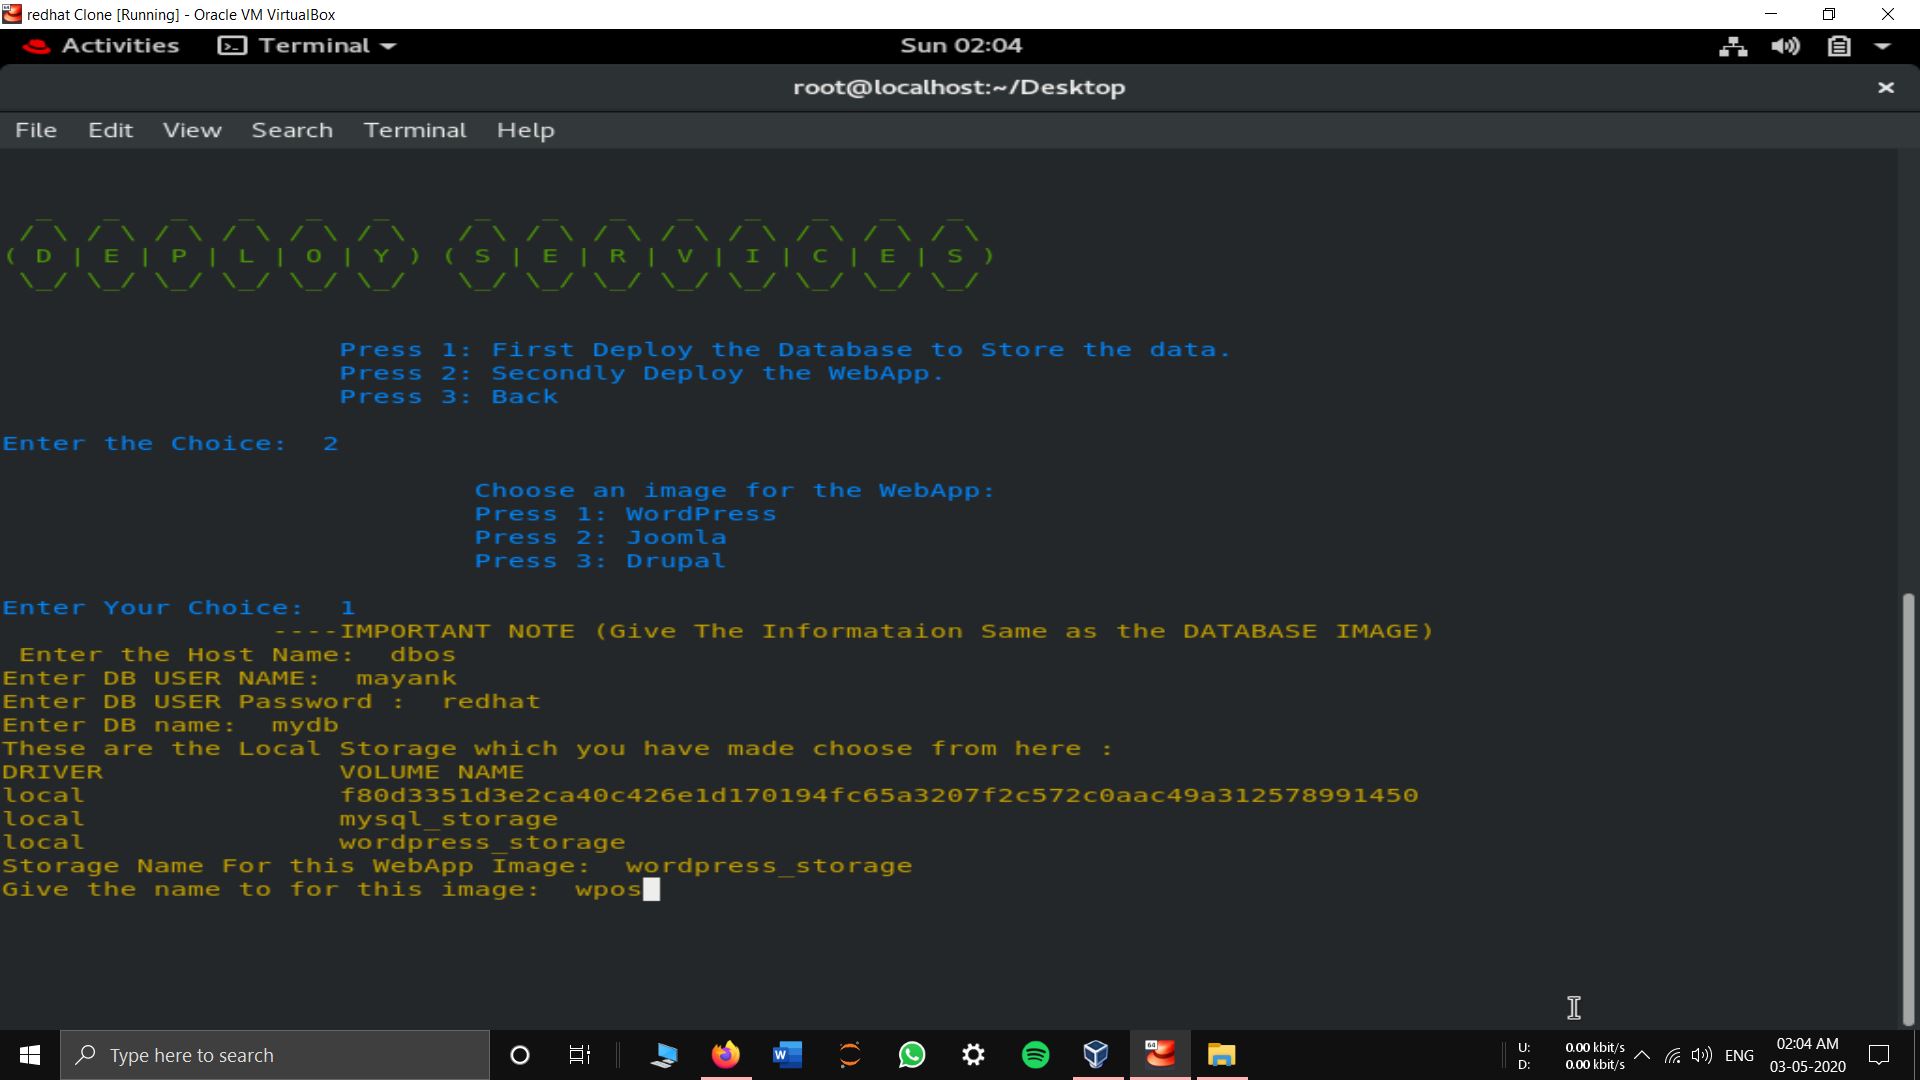 redhat Clone [Running] - Oracle VM VirtualBox
Activities Terminal Sun 02:04
root@localhost:~/Desktop
File Edit View Search Terminal Help
( D | E | P | L | O | Y ) ( S | E | R | V | I | C | E | S )
Press 1: First Deploy the Database to Store the data.
Press 2: Secondly Deploy the WebApp.
Press 3: Back
Enter the Choice: 2
Choose an image for the WebApp:
Press 1: WordPress
Press 2: Joomla
Press 3: Drupal
Enter Your Choice: 1
----IMPORTANT NOTE (Give The Informataion Same as the DATABASE IMAGE)
Enter the Host Name: dbos
Enter DB USER NAME: mayank
Enter DB USER Password : redhat
Enter DB name: mydb
These are the Local Storage which you have made choose from here :
DRIVER VOLUME NAME
local f80d3351d3e2ca40c426e1d170194fc65a3207f2c572c0aac49a312578991450
local mysql_storage
local wordpress_storage
Storage Name For this WebApp Image: wordpress_storage
Give the name to for this image: wpos
Type here to search
U: 0.00 kbit/s
D: 0.00 kbit/s
ENG
02:04 AM
03-05-2020